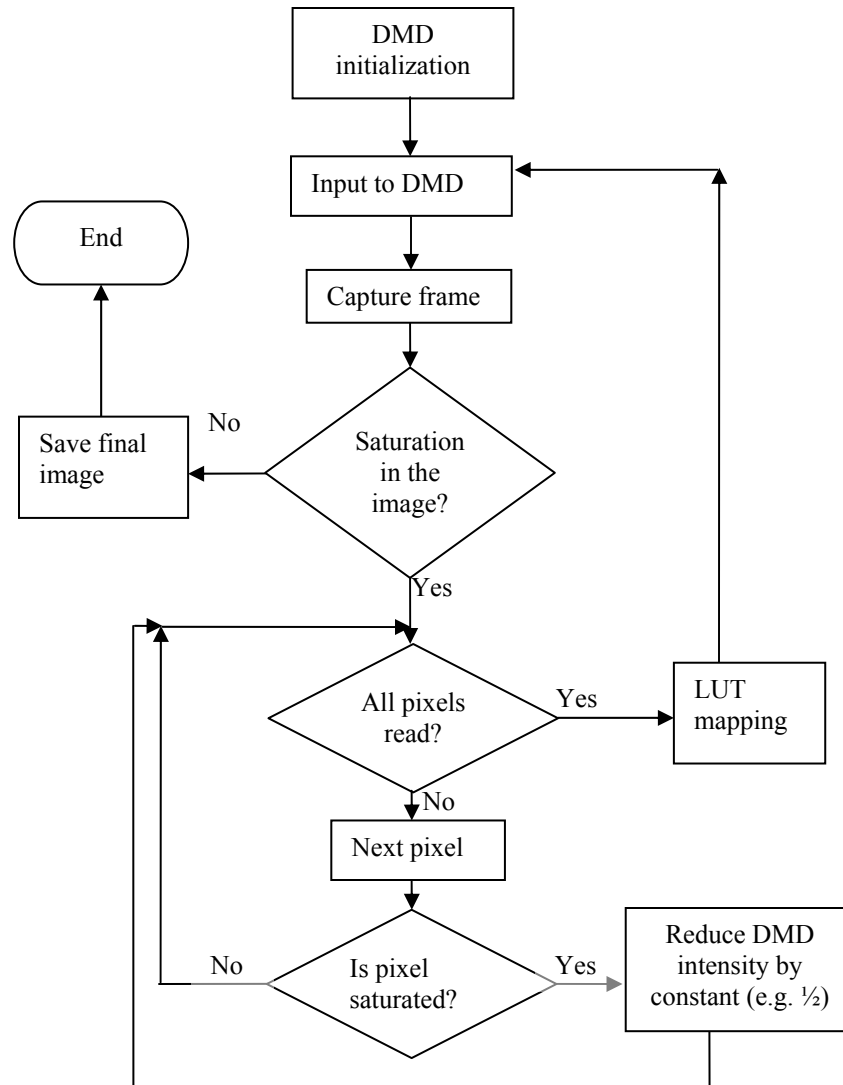 DMD
initialization
Input to DMD
End
Capture frame
No
Save final
image
Saturation
in the
image?
Yes
All pixels
read?
Yes
LUT
mapping
No
Next pixel
No
Is pixel
saturated?
Yes
Reduce DMD
intensity by
constant (e.g. ½)